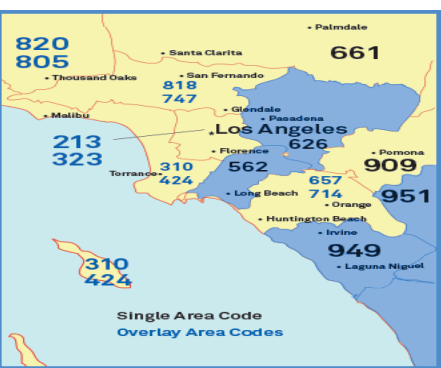 Palmdale
820
805
Santa Clarita
661
Thousand Oaks
San Fernando
818
747
Glendale
Malibu
Pasadena
Los Angeles
213
323
626
Florence
Pomona
562
909
310
424
Torrance
657
714
951
Long Beach
Orange
Huntington Beach
Irvine
949
Laguna Niguel
310
424
Single Area Code
Overlay Area Codes